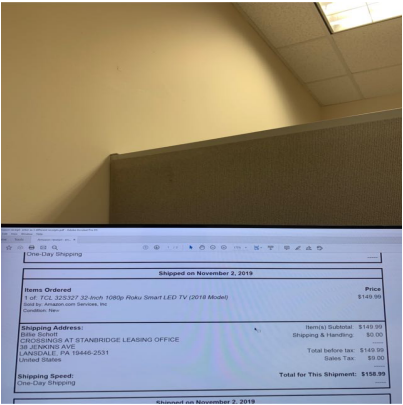 One-Day Shipping
Shipped on November 2, 2019
Items Ordered Price
1 of: TCL 32S327 32-Inch 1080p Roku Smart LED TV (2018 Model) $149.99
Sold by: Amazon.com Services, Inc
Condition: New
Shipping Address:
Billie Schott
CROSSINGS AT STANBRIDGE LEASING OFFICE
38 JENKINS AVE
LANSDALE, PA 19446-2531
United States
Item(s) Subtotal: $149.99
Shipping & Handling: $0.00
Total before tax: $149.99
Sales Tax: $9.00
Shipping Speed:
One-Day Shipping
Total for This Shipment: $158.99
Shipped on November 2, 2019